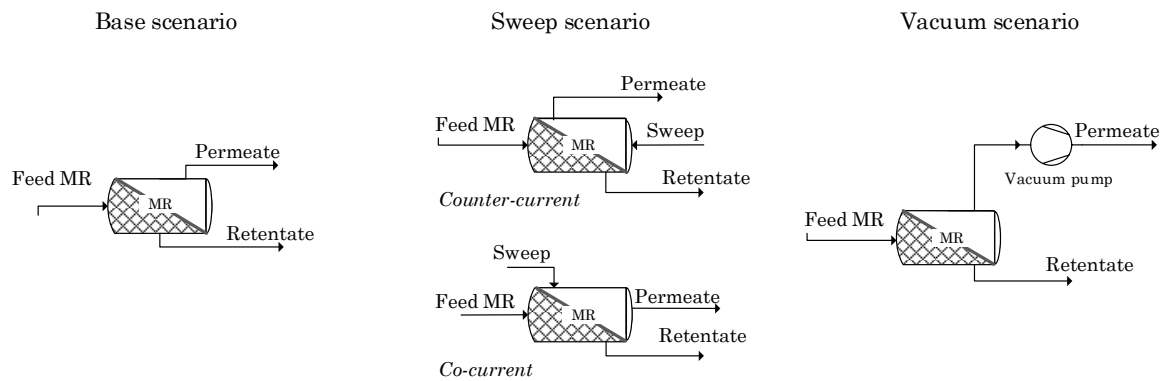 Base scenario
Feed MR
Permeate
MR
Retentate
Sweep scenario
Permeate
Feed MR
MR
Sweep
Retentate
Counter-current
Sweep
Feed MR
MR
Permeate
Retentate
Co-current
Vacuum scenario
Permeate
Vacuum pump
Feed MR
MR
Retentate